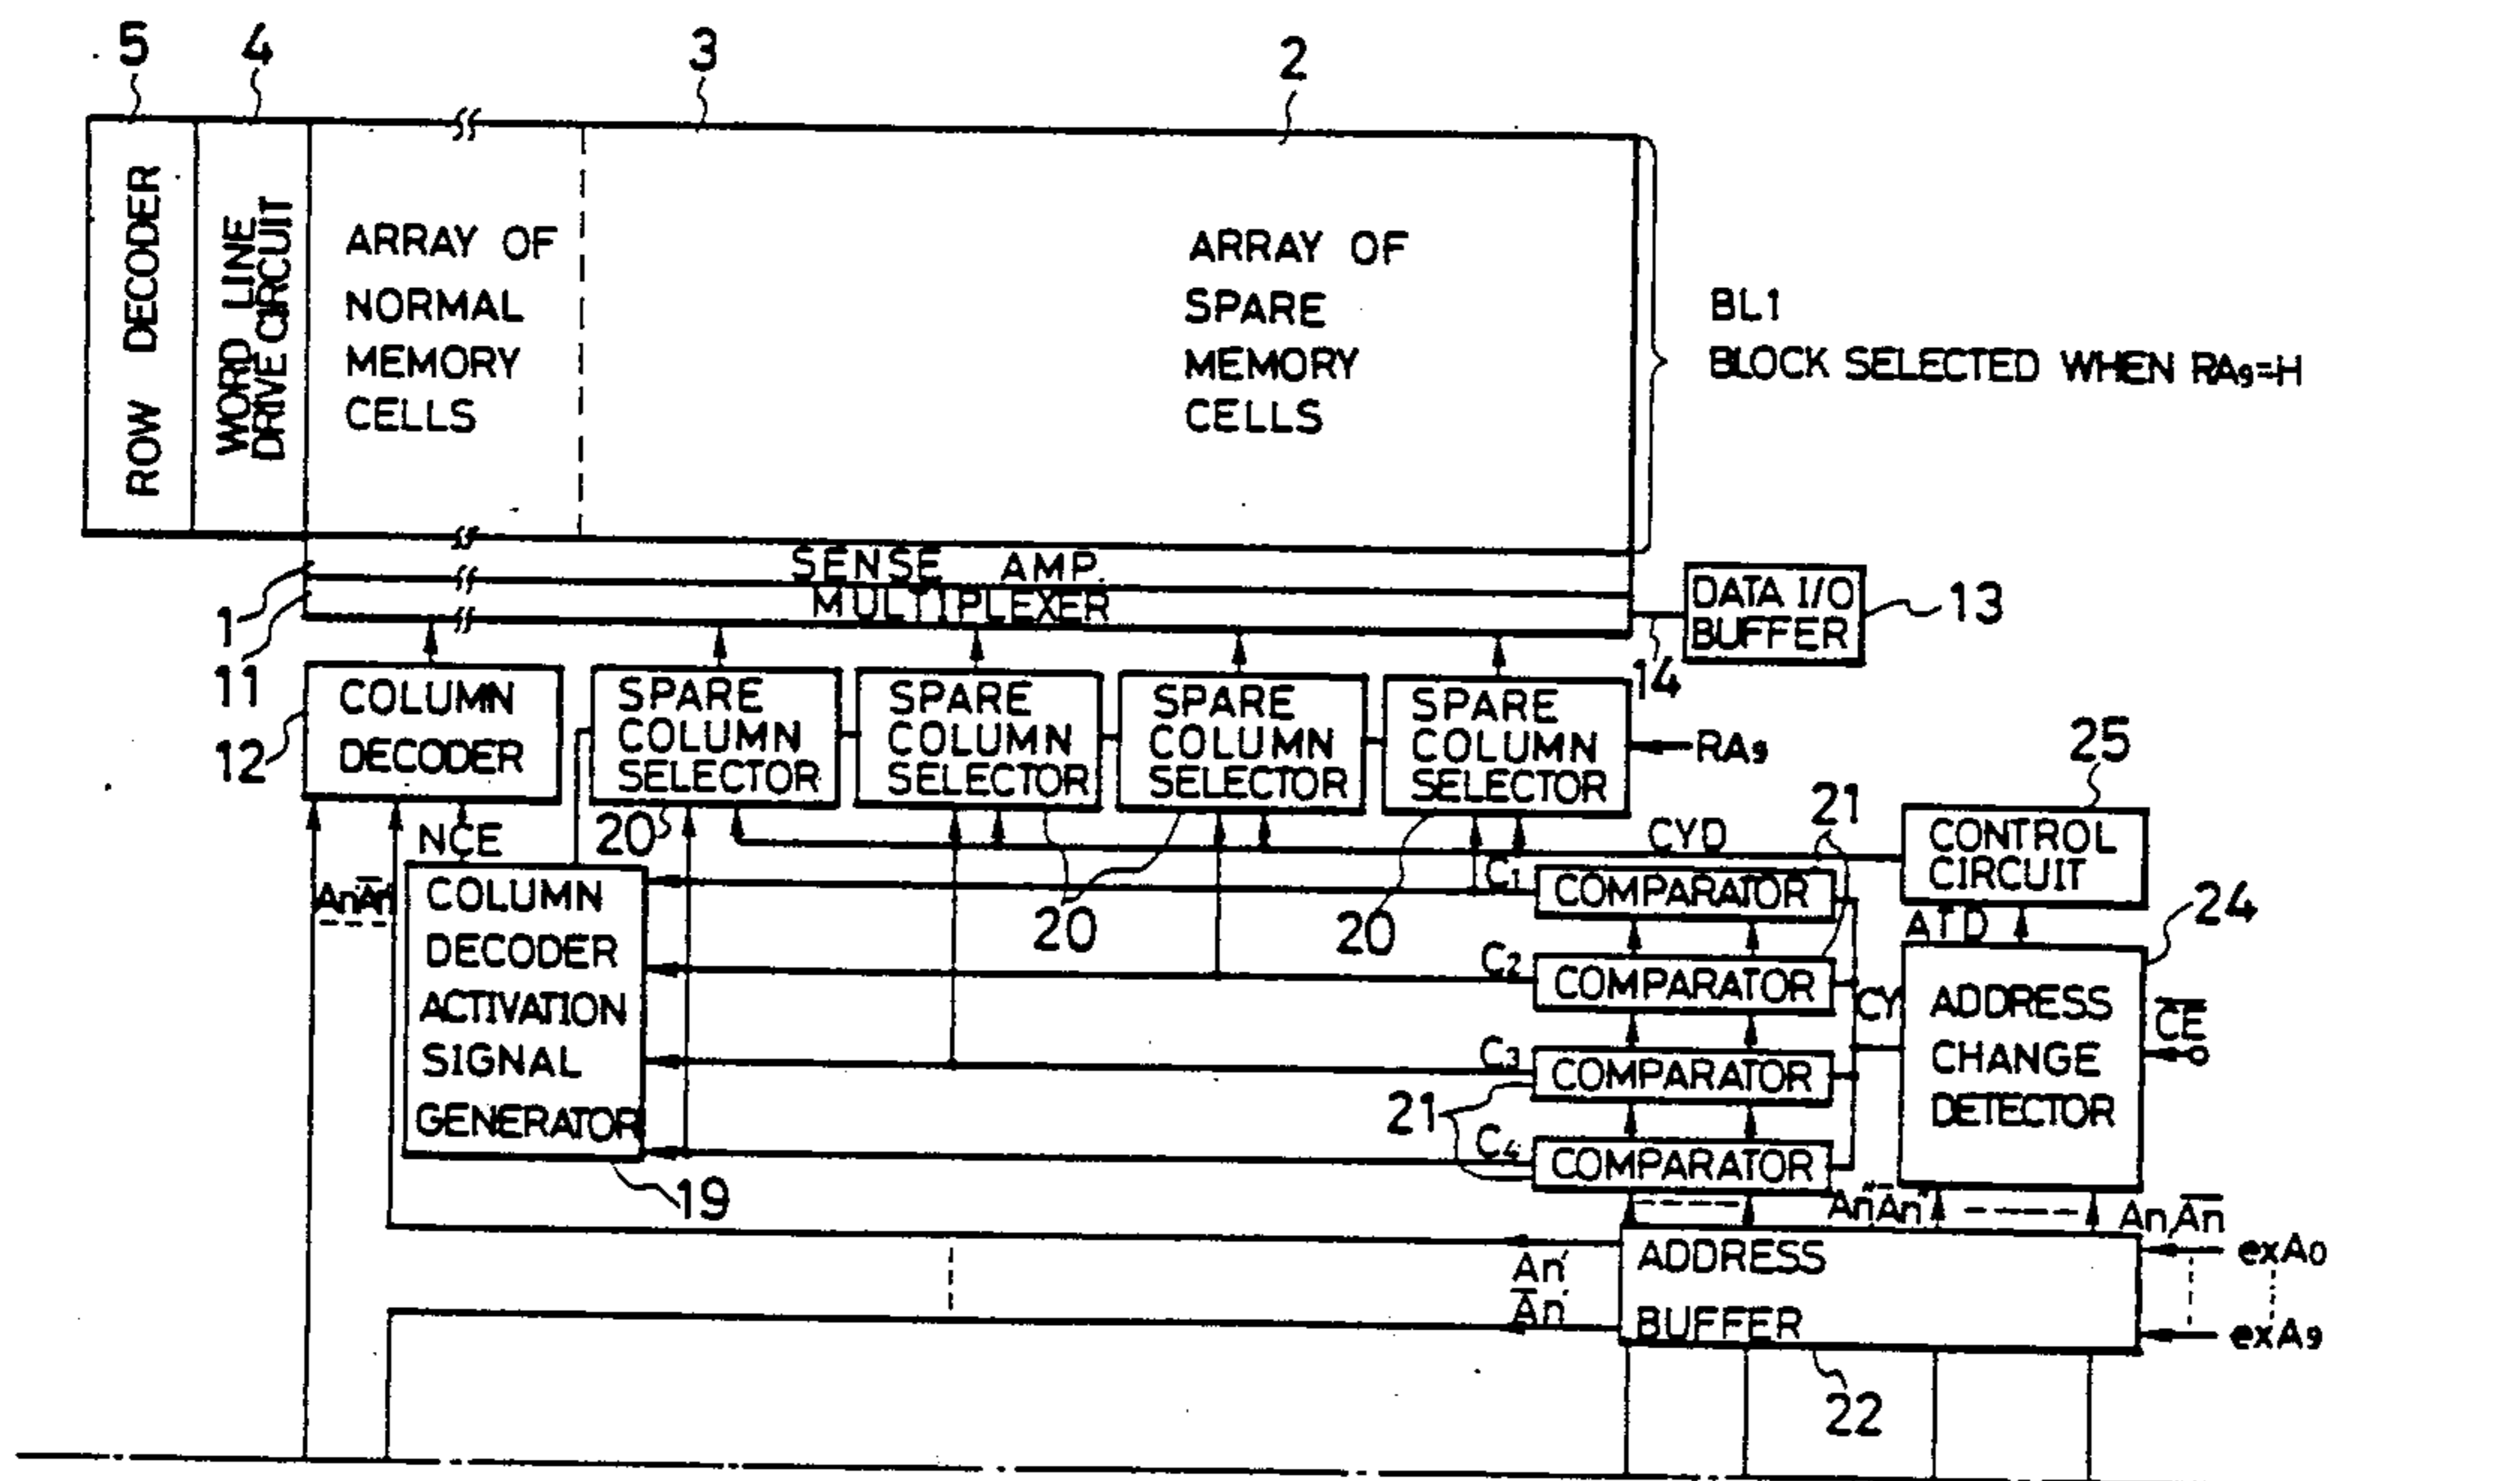 5
4
3
2
ROW DECODER
WORD LINE
DRIVE CIRCUIT
ARRAY OF
NORMAL
MEMORY
CELLS
ARRAY OF
SPARE
MEMORY
CELLS
BL1
BLOCK SELECTED WHEN RA9=H
SENSE AMP.
MULTIPLEXER
1
11
DATA I/O
BUFFER
13
14
12
COLUMN
DECODER
SPARE
COLUMN
SELECTOR
SPARE
COLUMN
SELECTOR
SPARE
COLUMN
SELECTOR
SPARE
COLUMN
SELECTOR
RA9
20
20
20
NCE
CYD
21
25
CONTROL
CIRCUIT
An'A̅n̅'
COLUMN
DECODER
ACTIVATION
SIGNAL
GENERATOR
19
C1
COMPARATOR
C2
COMPARATOR
C3
COMPARATOR
C4
COMPARATOR
21
ATD
24
CY
ADDRESS
CHANGE
DETECTOR
C̅E̅
An"A̅n̅"
An,A̅n̅
An'
A̅n̅'
ADDRESS
BUFFER
exA0
exA9
22